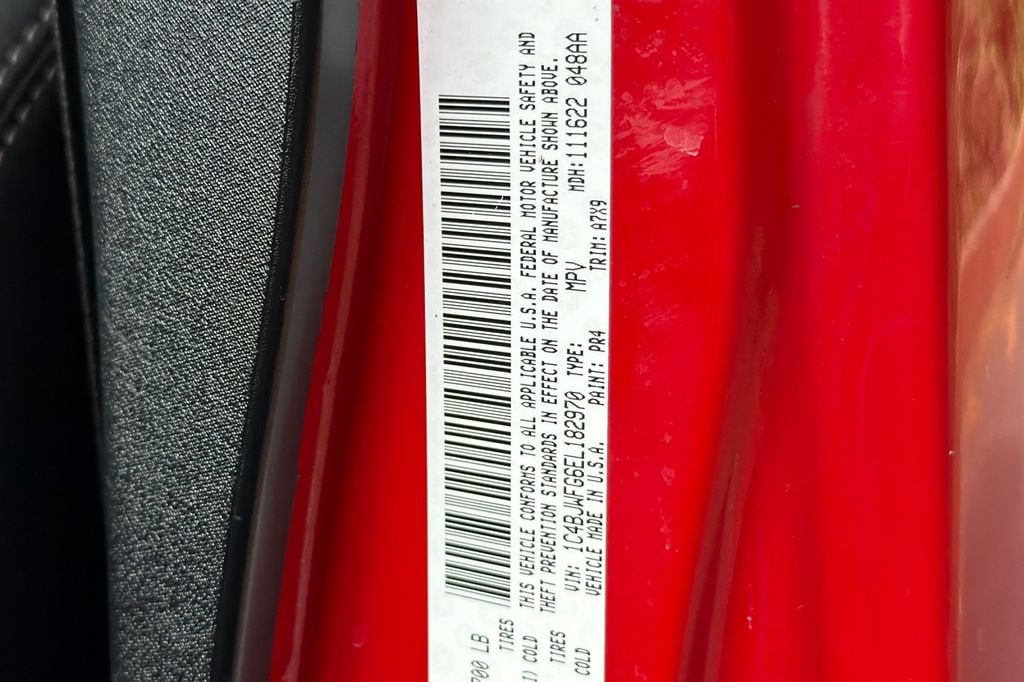 700 LB
TIRES
1) COLD
TIRES
COLD
THIS VEHICLE CONFORMS TO ALL APPLICABLE U.S.A. FEDERAL MOTOR VEHICLE SAFETY AND
THEFT PREVENTION STANDARDS IN EFFECT ON THE DATE OF MANUFACTURE SHOWN ABOVE.
VIN: 1C4BJWFG6EL182970 TYPE: MPV MDH:111622 048AA
VEHICLE MADE IN U.S.A. PAINT: PR4 TRIM: A7X9